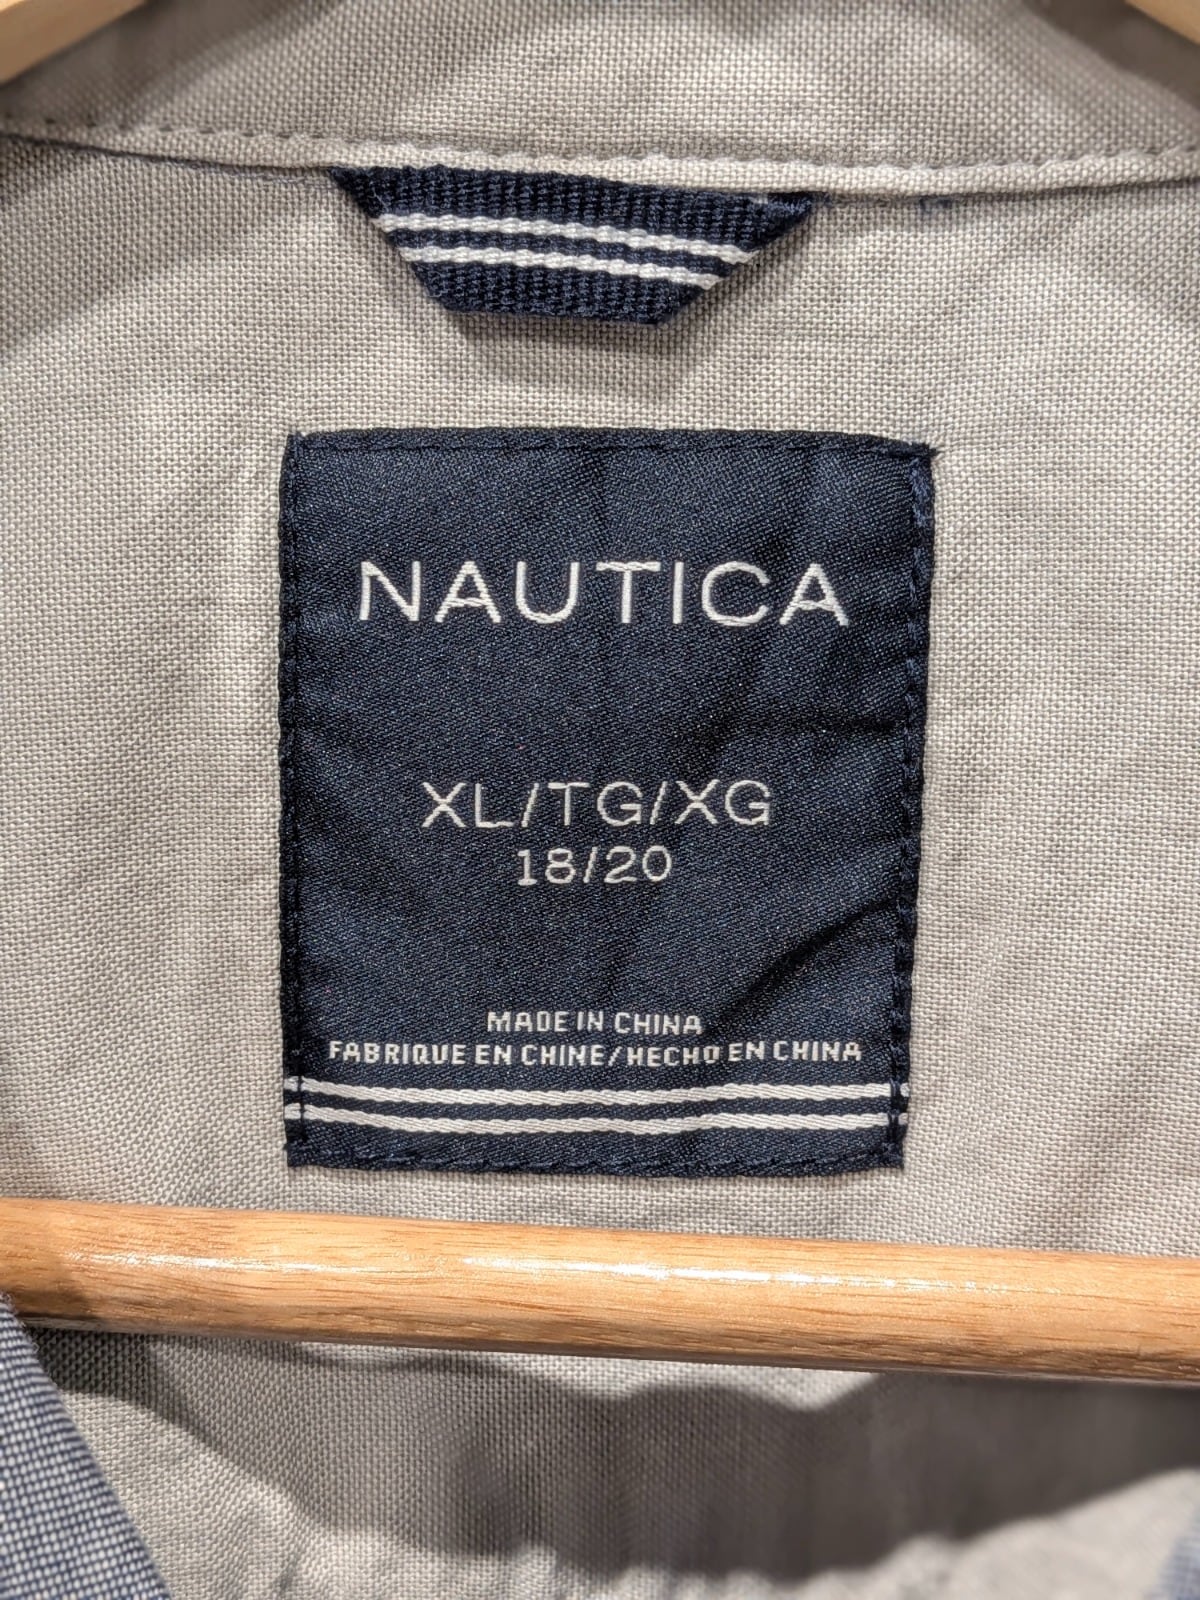 NAUTICA
XL/TG/XG
18/20
MADE IN CHINA
FABRIQUE EN CHINE/HECHO EN CHINA